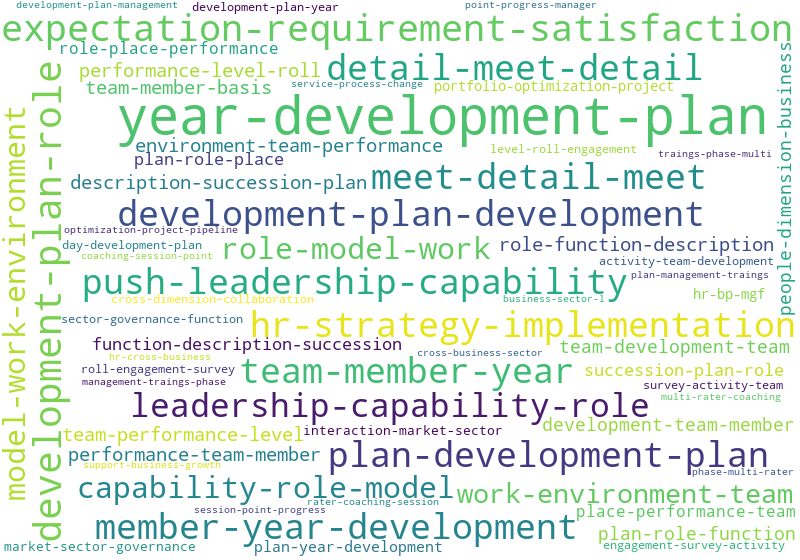 development-plan-management
development-plan-year
point-progress-manager
expectation-requirement-satisfaction
role-place-performance
performance-level-roll
detail-meet-detail
team-member-basis
service-process-change
portfolio-optimization-project
year-development-plan
environment-team-performance
level-roll-engagement
plan-role-place
traings-phase-multi
description-succession-plan
meet-detail-meet
development-plan-development
optimization-project-pipeline
day-development-plan
coaching-session-point
role-model-work
role-function-description
activity-team-development
push-leadership-capability
plan-management-traings
cross-dimension-collaboration
business-sector-l
hr-bp-mgf
sector-governance-function
hr-strategy-implementation
function-description-succession
hr-cross-business
cross-business-sector
team-development-team
roll-engagement-survey
management-traings-phase
team-member-year
succession-plan-role
survey-activity-team
multi-rater-coaching
leadership-capability-role
team-performance-level
interaction-market-sector
development-team-member
performance-team-member
support-business-growth
plan-development-plan
phase-multi-rater
capability-role-model
rater-coaching-session
work-environment-team
session-point-progress
place-performance-team
member-year-development
plan-role-function
market-sector-governance
plan-year-development
engagement-survey-activity
model-work-environment
development-plan-role
people-dimension-business